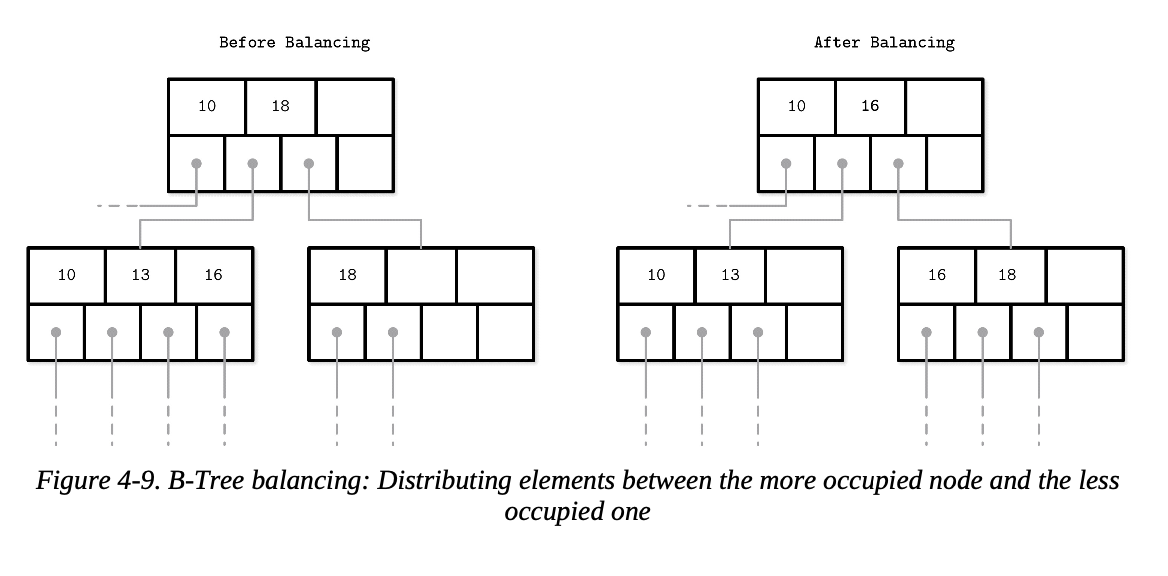 Before Balancing
After Balancing
10 18
10 16
10 13 16
18
10 13
16 18
Figure 4-9. B-Tree balancing: Distributing elements between the more occupied node and the less
occupied one